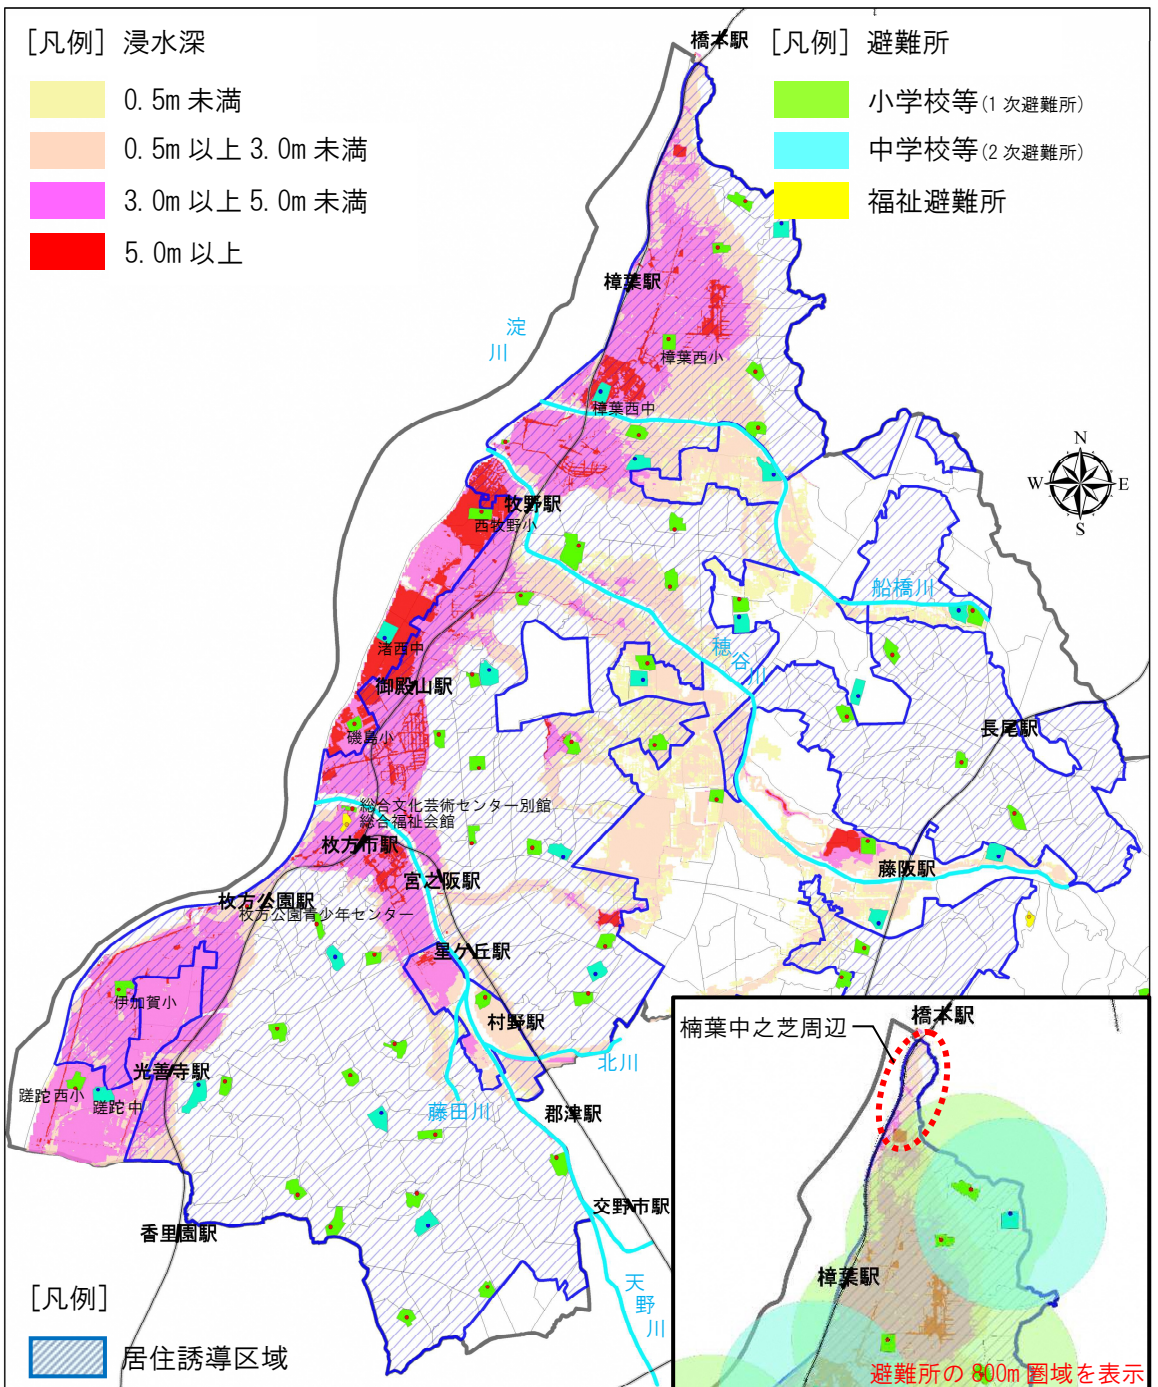 [凡例] 浸水深
0.5m 未満
0.5m 以上 3.0m 未満
3.0m 以上 5.0m 未満
5.0m 以上
[凡例] 避難所
小学校等(1次避難所)
中学校等(2次避難所)
福祉避難所
橋本駅
樟葉駅
淀
川
樟葉西小
樟葉西中
N
W
E
S
牧野駅
西牧野小
船橋川
穂
谷
川
渚西中
御殿山駅
磯島小
長尾駅
総合文化芸術センター別館
総合福祉会館
枚方市駅
宮之阪駅
藤阪駅
枚方公園駅
枚方公園青少年センター
星ケ丘駅
伊加賀小
村野駅
北川
光善寺駅
蹉跎西小
蹉跎中
藤田川
郡津駅
交野市駅
香里園駅
天
野
川
[凡例]
居住誘導区域
楠葉中之芝周辺
橋本駅
樟葉駅
避難所の 800m 圏域を表示